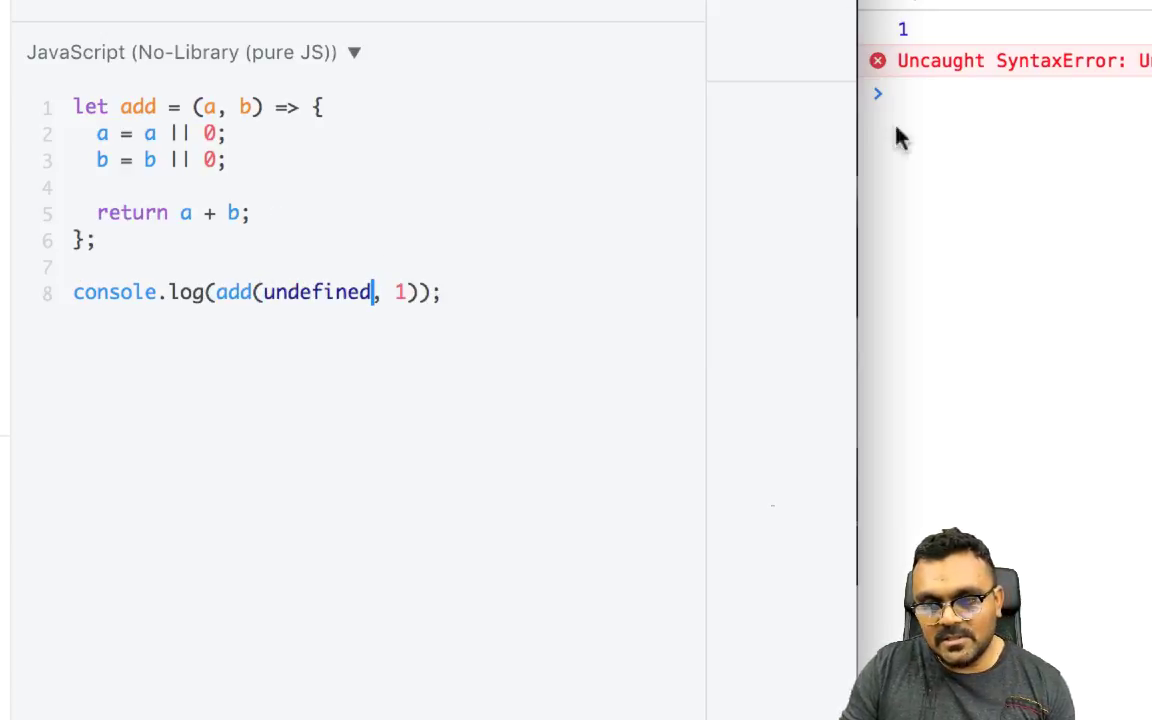 JavaScript (No-Library (pure JS)) ▼
1 let add = (a, b) => {
2 a = a || 0;
3 b = b || 0;
4
5 return a + b;
6 };
7
8 console.log(add(undefined, 1));
1
Uncaught SyntaxError:
>